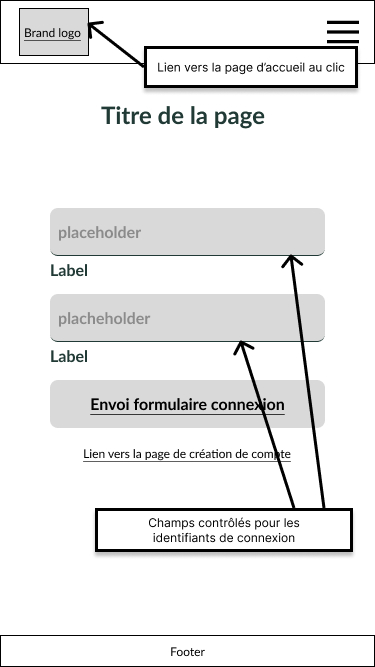 Brand logo
Lien vers la page d’accueil au clic
Titre de la page
placeholder
Label
placheholder
Label
Envoi formulaire connexion
Lien vers la page de création de compte
Champs contrôlés pour les
identifiants de connexion
Footer